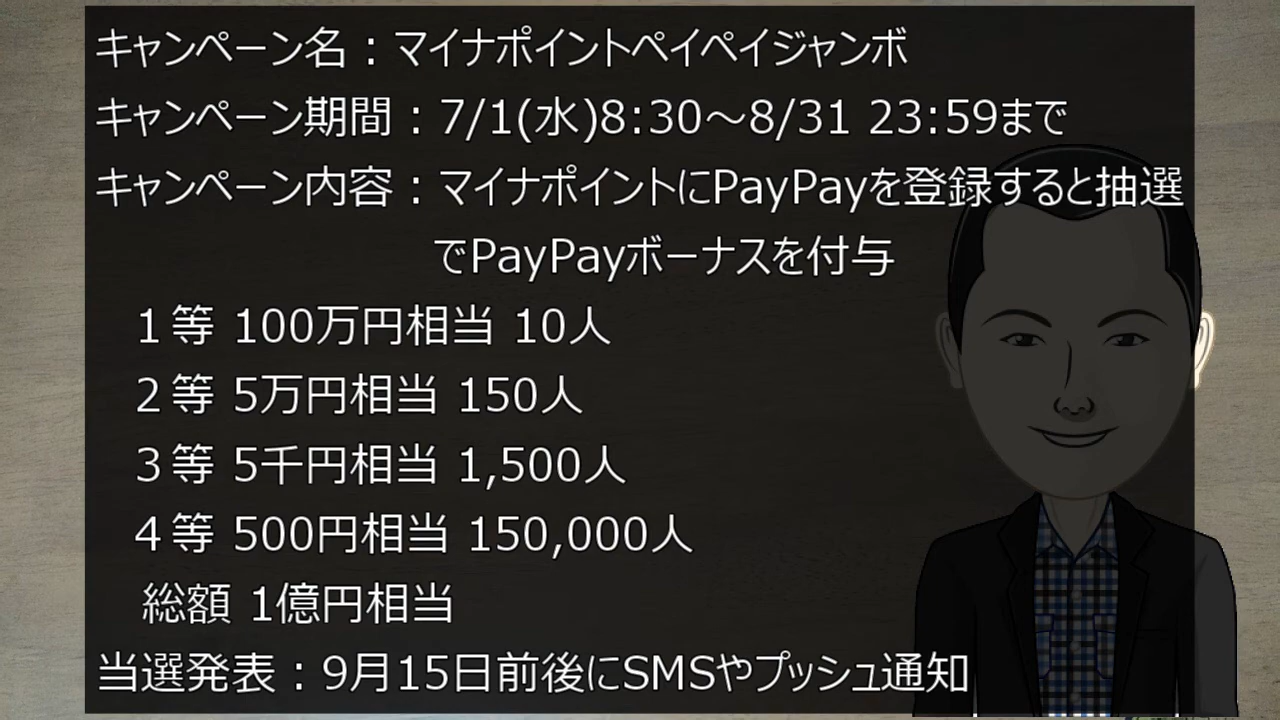 キャンペーン名：マイナポイントペイペイジャンボ
キャンペーン期間：7/1(水)8:30～8/31 23:59まで
キャンペーン内容：マイナポイントにPayPayを登録すると抽選
でPayPayボーナスを付与
１等 100万円相当 10人
２等 5万円相当 150人
３等 5千円相当 1,500人
４等 500円相当 150,000人
総額 1億円相当
当選発表：9月15日前後にSMSやプッシュ通知